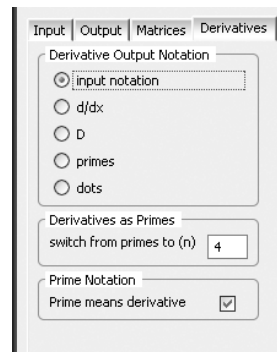 Input Output Matrices Derivatives
Derivative Output Notation
input notation
d/dx
D
primes
dots
Derivatives as Primes
switch from primes to (n) 4
Prime Notation
Prime means derivative